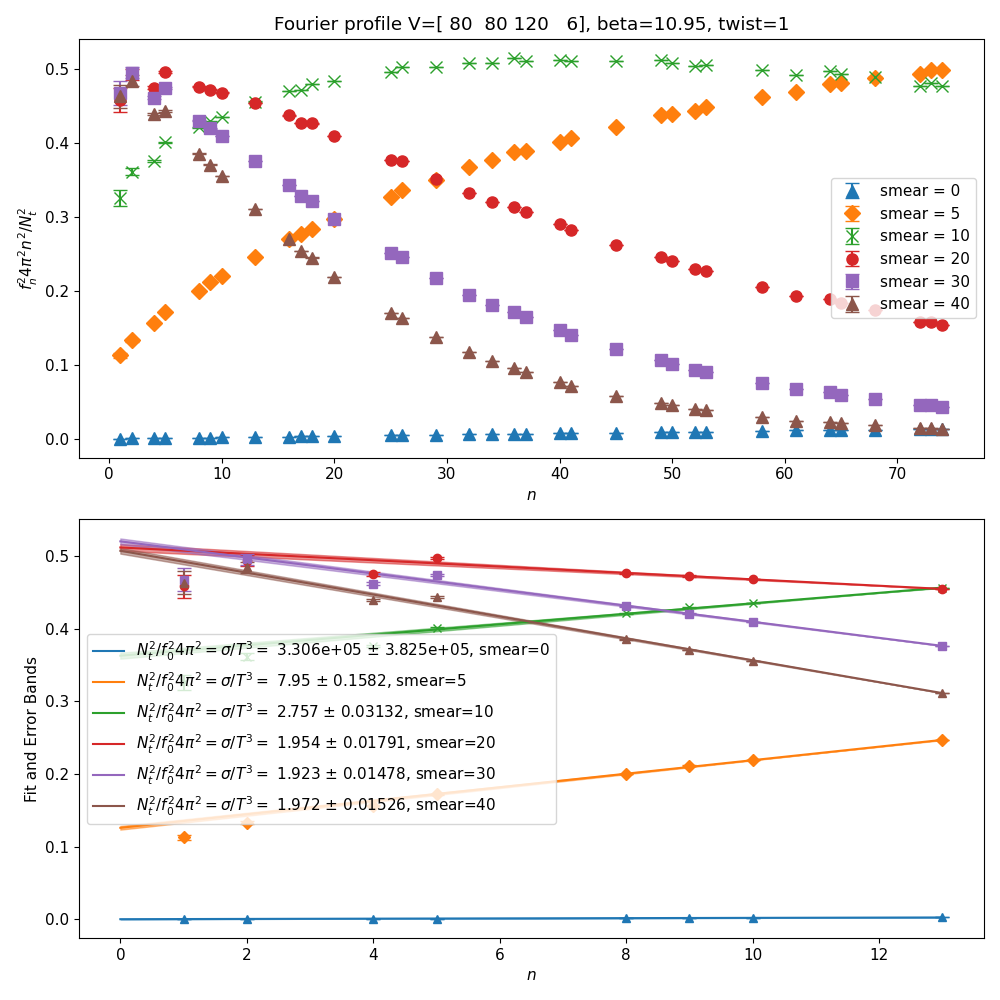 Fourier profile V=[ 80  80 120   6], beta=10.95, twist=1
0.5
0.4
0.3
0.2
0.1
0.0
f_n^2 4π^2 n^2/N_t^2
smear = 0
smear = 5
smear = 10
smear = 20
smear = 30
smear = 40
0 10 20 30 40 50 60 70
n
0.5
0.4
0.3
0.2
0.1
0.0
Fit and Error Bands
N_t^2/f_0^2 4π^2 = σ/T^3 = 3.306e+05 ± 3.825e+05, smear=0
N_t^2/f_0^2 4π^2 = σ/T^3 = 7.95 ± 0.1582, smear=5
N_t^2/f_0^2 4π^2 = σ/T^3 = 2.757 ± 0.03132, smear=10
N_t^2/f_0^2 4π^2 = σ/T^3 = 1.954 ± 0.01791, smear=20
N_t^2/f_0^2 4π^2 = σ/T^3 = 1.923 ± 0.01478, smear=30
N_t^2/f_0^2 4π^2 = σ/T^3 = 1.972 ± 0.01526, smear=40
0 2 4 6 8 10 12
n